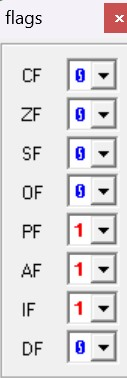 flags
CF 0
ZF 0
SF 0
OF 0
PF 1
AF 1
IF 1
DF 0